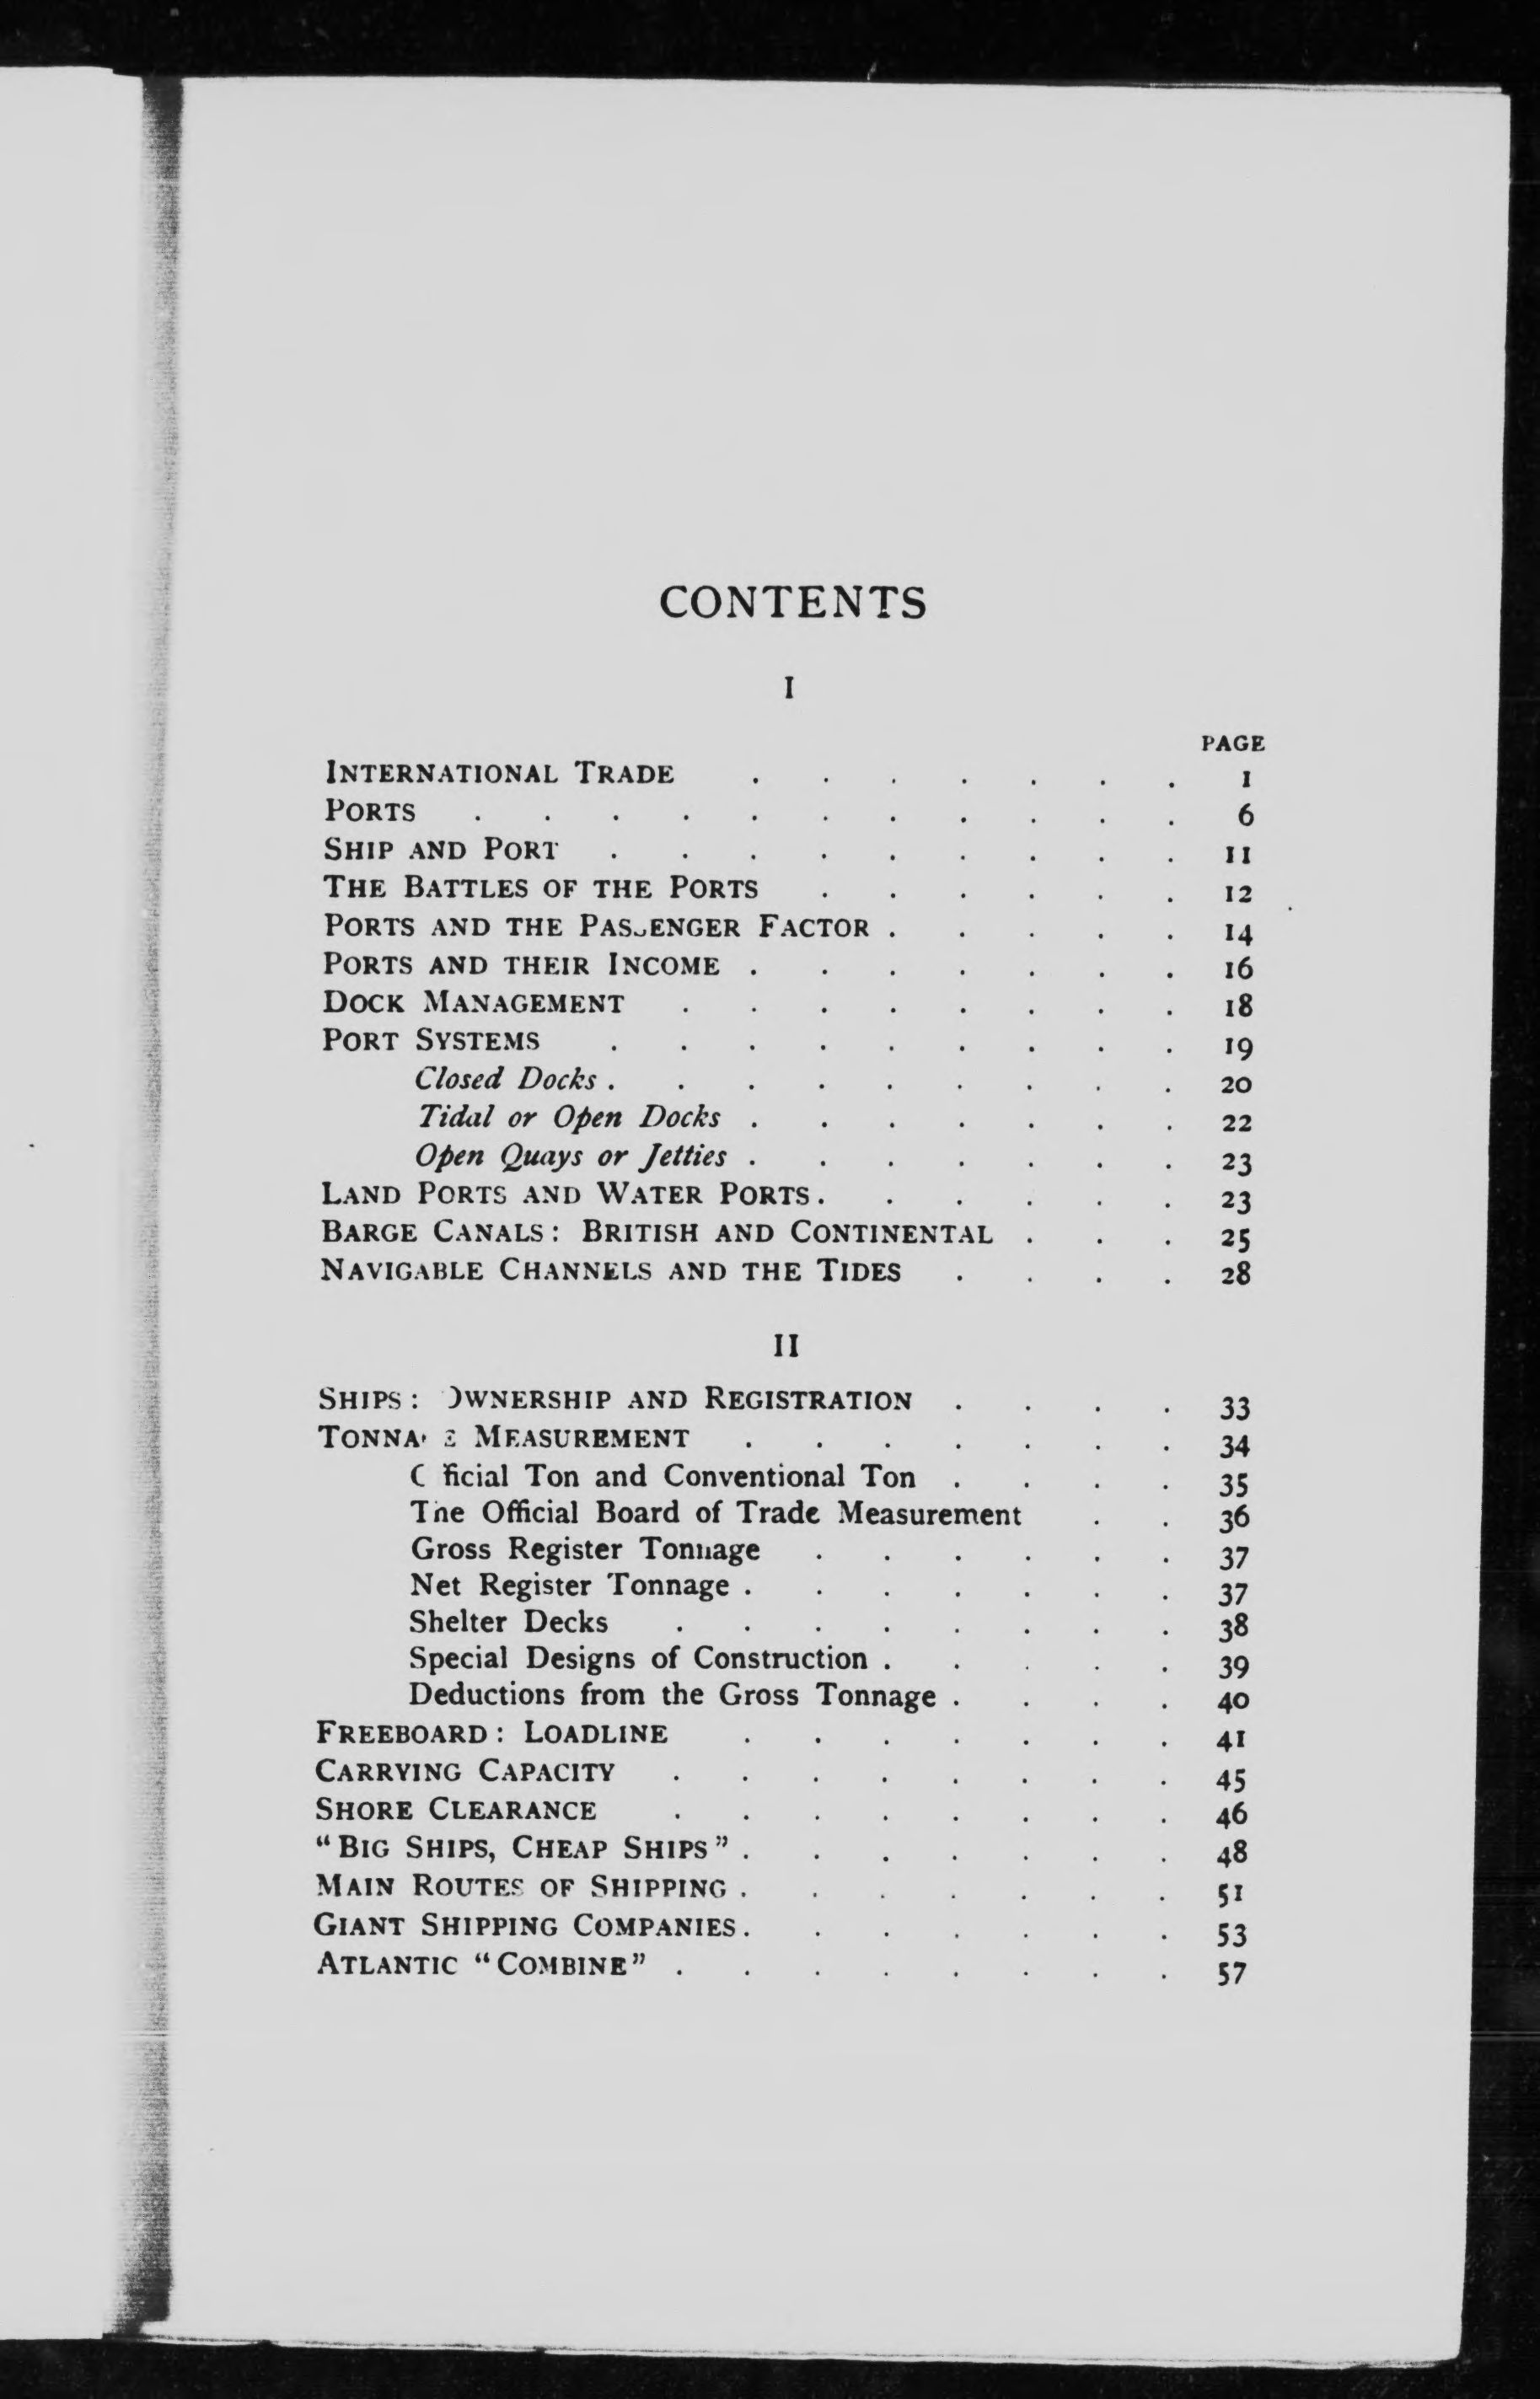 CONTENTS
I
PAGE
INTERNATIONAL TRADE . . . . . . . 1
PORTS . . . . . . . . . . . 6
SHIP AND PORT . . . . . . . . . 11
THE BATTLES OF THE PORTS . . . . . . 12
PORTS AND THE PASSENGER FACTOR . . . . . 14
PORTS AND THEIR INCOME . . . . . . . 16
DOCK MANAGEMENT . . . . . . . . 18
PORT SYSTEMS . . . . . . . . . 19
Closed Docks . . . . . . . . . 20
Tidal or Open Docks . . . . . . . 22
Open Quays or Jetties . . . . . . . 23
LAND PORTS AND WATER PORTS . . . . . . 23
BARGE CANALS : BRITISH AND CONTINENTAL . . . 25
NAVIGABLE CHANNELS AND THE TIDES . . . . 28
II
SHIPS : OWNERSHIP AND REGISTRATION . . . . 33
TONNAGE MEASUREMENT . . . . . . . 34
Official Ton and Conventional Ton . . . . 35
The Official Board of Trade Measurement . . 36
Gross Register Tonnage . . . . . . 37
Net Register Tonnage . . . . . . . 37
Shelter Decks . . . . . . . . 38
Special Designs of Construction . . . . . 39
Deductions from the Gross Tonnage . . . . 40
FREEBOARD : LOADLINE . . . . . . . 41
CARRYING CAPACITY . . . . . . . . 45
SHORE CLEARANCE . . . . . . . . 46
“BIG SHIPS, CHEAP SHIPS” . . . . . . . 48
MAIN ROUTES OF SHIPPING . . . . . . . 51
GIANT SHIPPING COMPANIES . . . . . . . 53
ATLANTIC “COMBINE” . . . . . . . . 57